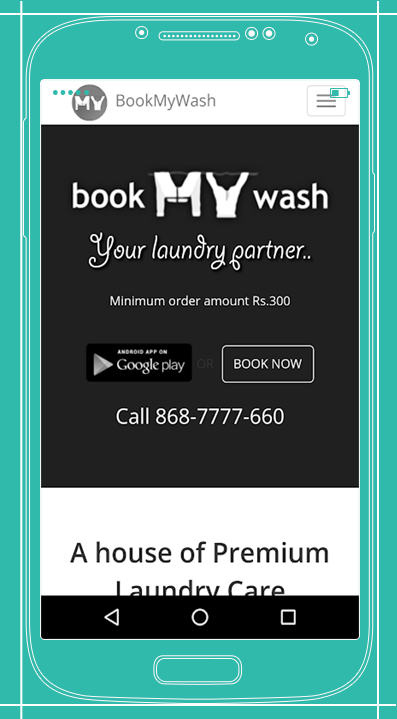 MY BookMyWash
book MY wash
Your laundry partner..
Minimum order amount Rs.300
ANDROID APP ON
Google play OR BOOK NOW
Call 868-7777-660
A house of Premium
Laundry Care